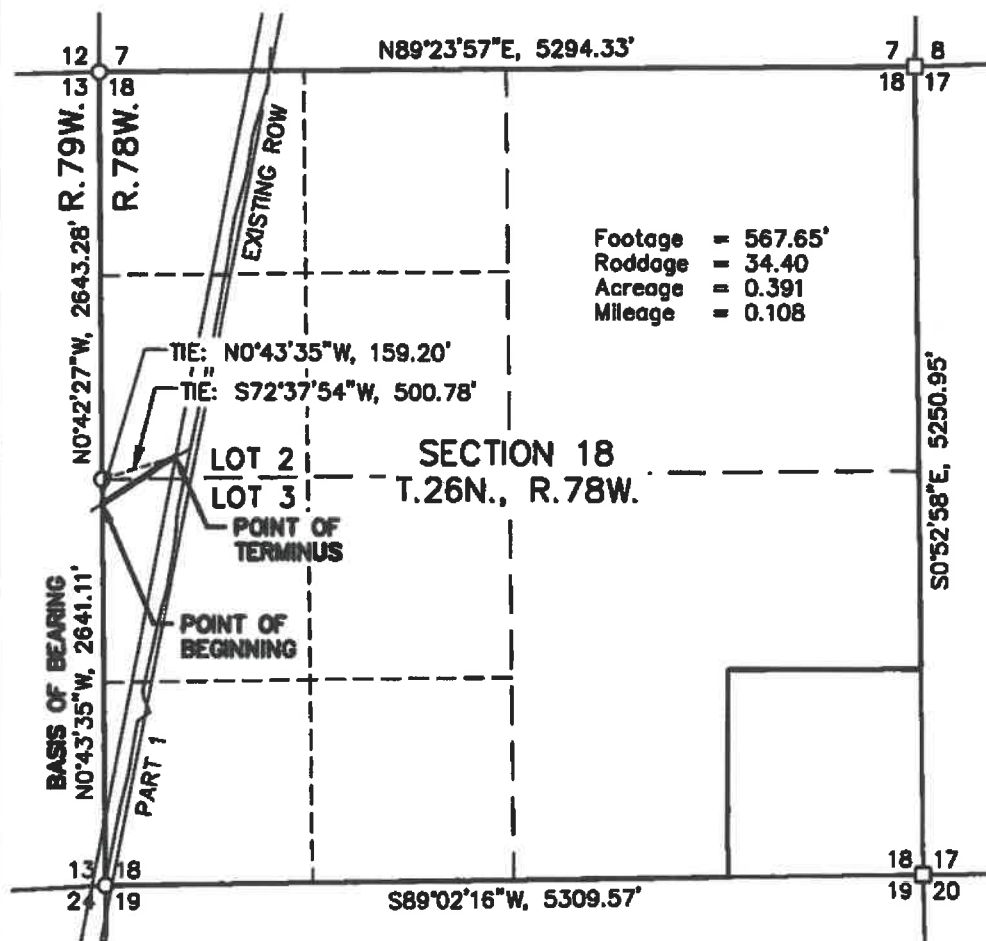 N89°23'57"E, 5294.33'
12 7
13 18
7 8
18 17
R.79W.
R.78W.
EXISTING ROW
Footage = 567.65'
Roddage = 34.40
Acreage = 0.391
Mileage = 0.108
N0°42'27"W, 2643.28'
TIE: N0°43'35"W, 159.20'
TIE: S72°37'54"W, 500.78'
S0°52'58"E, 5250.95'
LOT 2
LOT 3
SECTION 18
T.26N., R.78W.
POINT OF
TERMINUS
POINT OF
BEGINNING
BASIS OF BEARING
N0°43'35"W, 2641.11'
PART 1
13 18
24 19
18 17
19 20
S89°02'16"W, 5309.57'